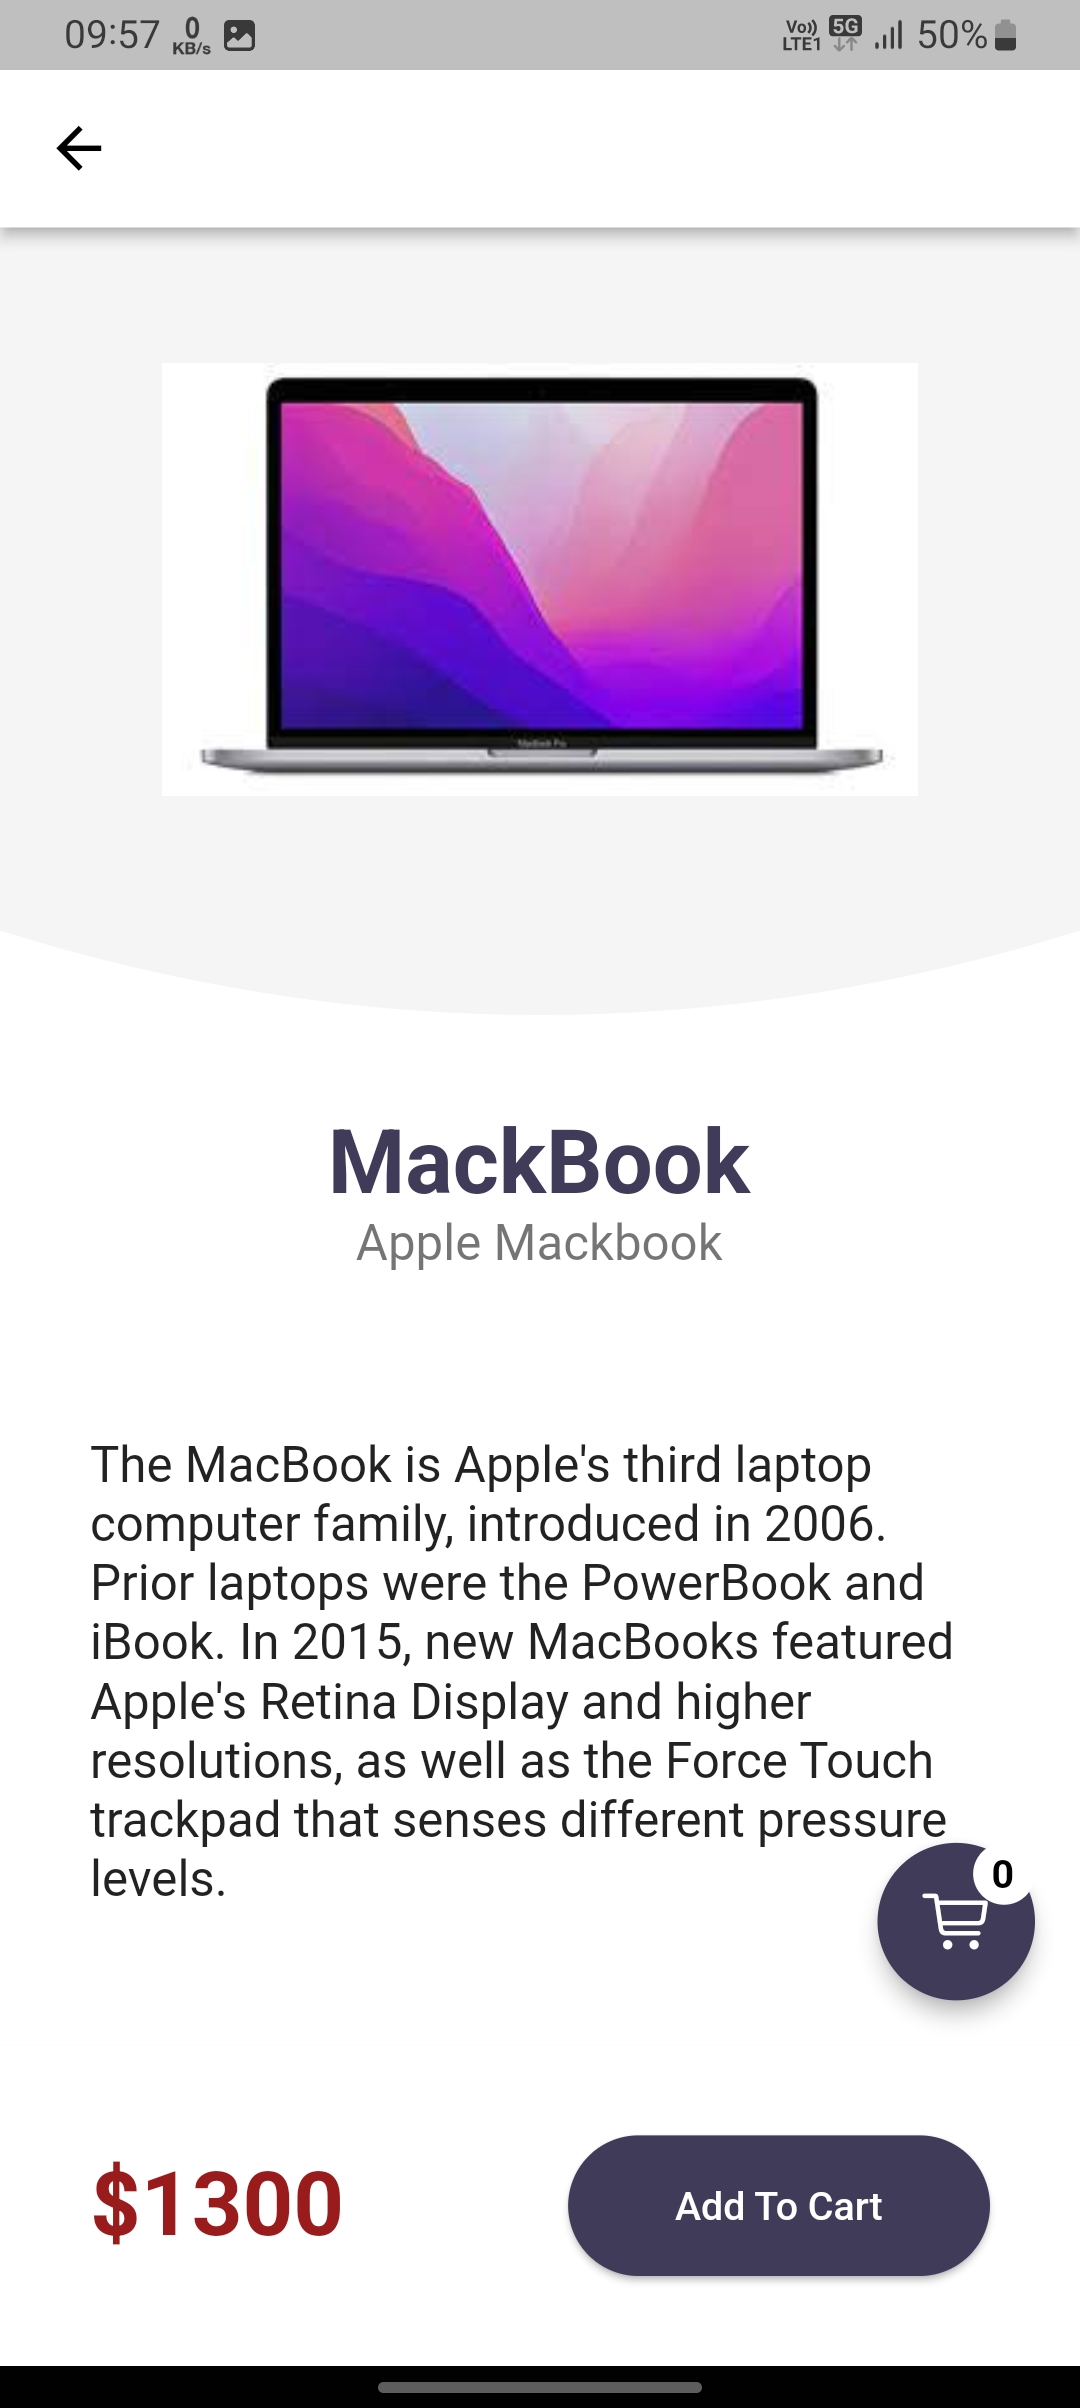 09:57 0 KB/s Vo)) LTE1 5G 50%
MacBook Pro
MackBook
Apple Mackbook
The MacBook is Apple's third laptop
computer family, introduced in 2006.
Prior laptops were the PowerBook and
iBook. In 2015, new MacBooks featured
Apple's Retina Display and higher
resolutions, as well as the Force Touch
trackpad that senses different pressure
levels.
0
$1300
Add To Cart